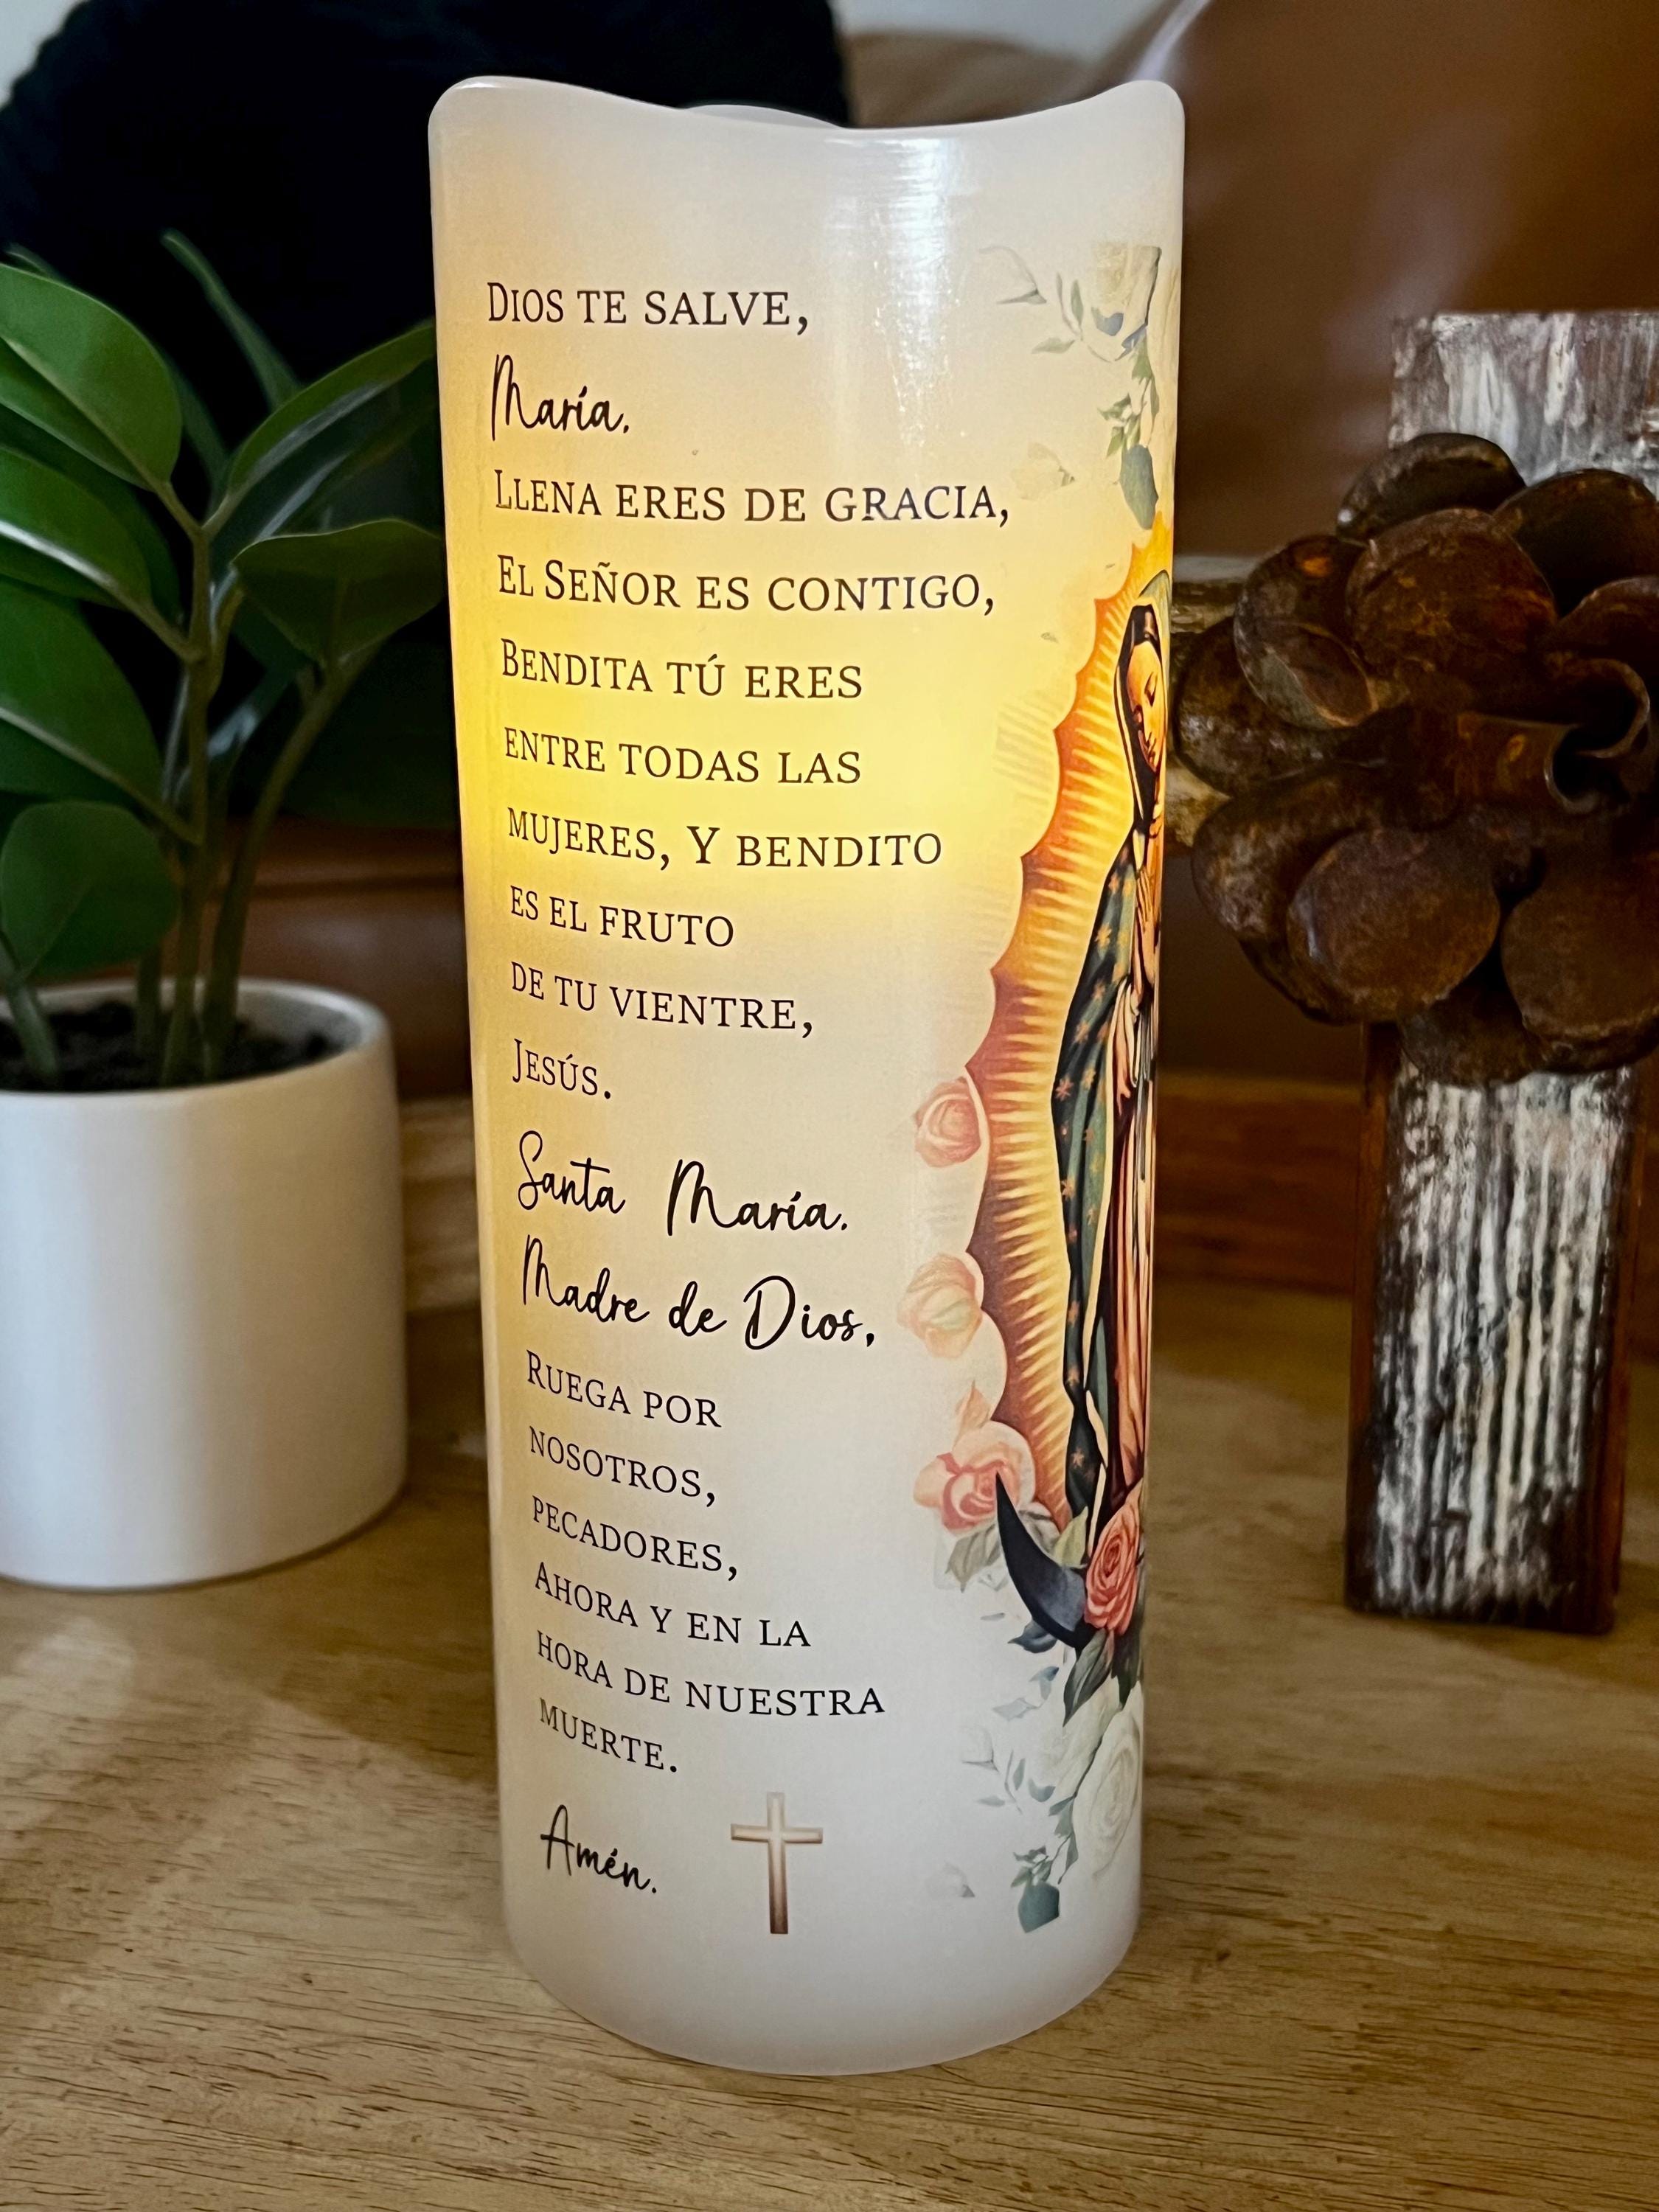 Dios te salve,
María.
Llena eres de gracia,
El Señor es contigo,
Bendita tú eres
entre todas las
mujeres, y bendito
es el fruto
de tu vientre,
Jesús.
Santa María.
Madre de Dios,
Ruega por
nosotros,
pecadores,
Ahora y en la
hora de nuestra
muerte.
Amén.